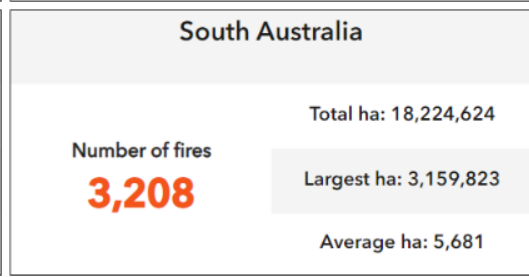 South Australia
Number of fires
3,208
Total ha: 18,224,624
Largest ha: 3,159,823
Average ha: 5,681